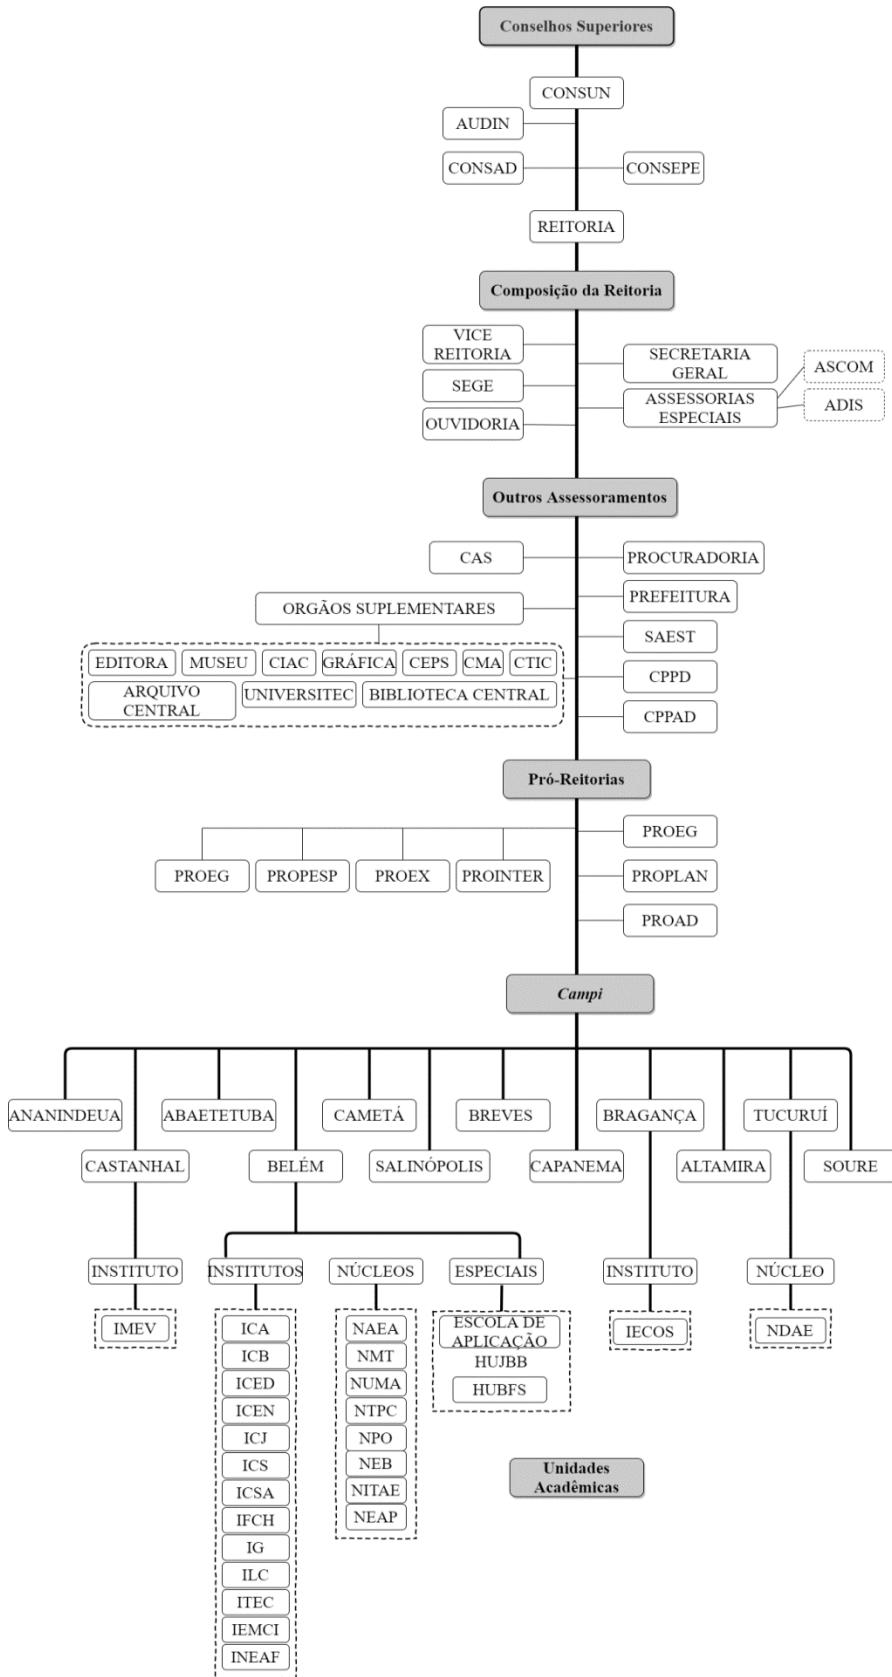 Conselhos Superiores
CONSUN
AUDIN
CONSAD
CONSEPE
REITORIA
Composição da Reitoria
VICE
REITORIA
SECRETARIA
GERAL
ASCOM
SEGE
ASSESSORIAS
ESPECIAIS
ADIS
OUVIDORIA
Outros Assessoramentos
CAS
PROCURADORIA
ORGÃOS SUPLEMENTARES
PREFEITURA
SAEST
EDITORA
MUSEU
CIAC
GRÁFICA
CEPS
CMA
CTIC
CPPD
ARQUIVO
CENTRAL
UNIVERSITEC
BIBLIOTECA CENTRAL
CPPAD
Pró-Reitorias
PROEG
PROEG
PROPESP
PROEX
PROINTER
PROPLAN
PROAD
Campi
ANANINDEUA
ABAETETUBA
CAMETÁ
BREVES
BRAGANÇA
TUCURUÍ
CASTANHAL
BELÉM
SALINÓPOLIS
CAPANEMA
ALTAMIRA
SOURE
INSTITUTO
INSTITUTOS
NÚCLEOS
ESPECIAIS
INSTITUTO
NÚCLEO
IMEV
ICA
ICB
ICED
ICEN
ICJ
ICS
ICSA
IFCH
IG
ILC
ITEC
IEMCI
INEAF
NAEA
NMT
NUMA
NTPC
NPO
NEB
NITAE
NEAP
ESCOLA DE
APLICAÇÃO
HUJBB
HUBFS
IECOS
NDAE
Unidades
Acadêmicas